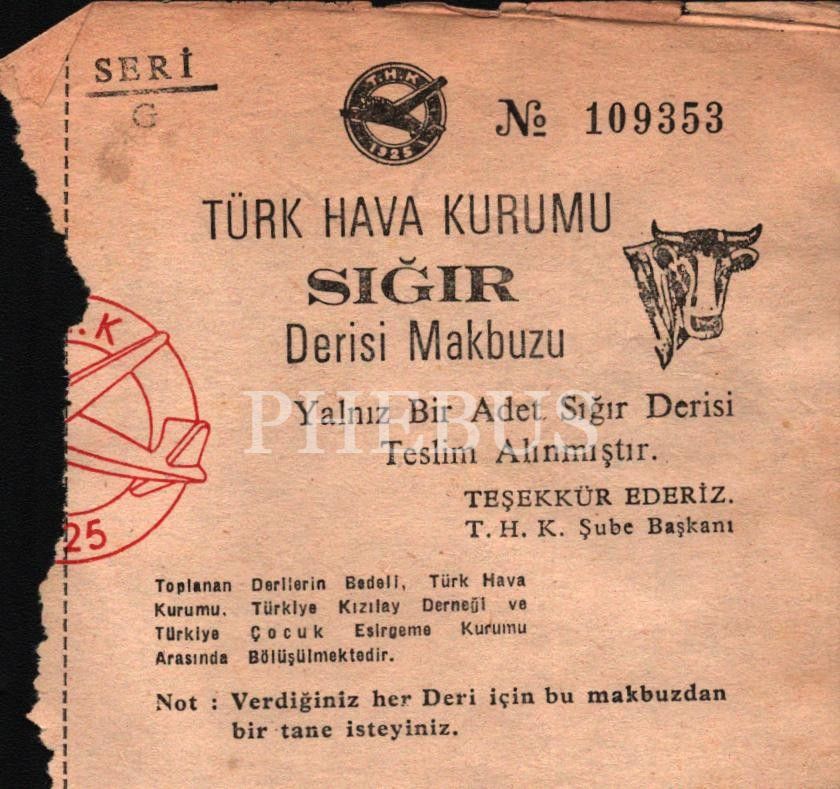 SERİ
G
T.H.K
1925
№ 109353
TÜRK HAVA KURUMU
SIĞIR
Derisi Makbuzu
.K
25
Yalnız Bir Adet Sığır Derisi
Teslim Alınmıştır.
PHEBUS
TEŞEKKÜR EDERİZ.
T. H. K. Şube Başkanı
Toplanan Derilerin Bedeli, Türk Hava
Kurumu, Türkiye Kızılay Derneği ve
Türkiye Çocuk Esirgeme Kurumu
Arasında Bölüşülmektedir.
Not : Verdiğiniz her Deri için bu makbuzdan
bir tane isteyiniz.